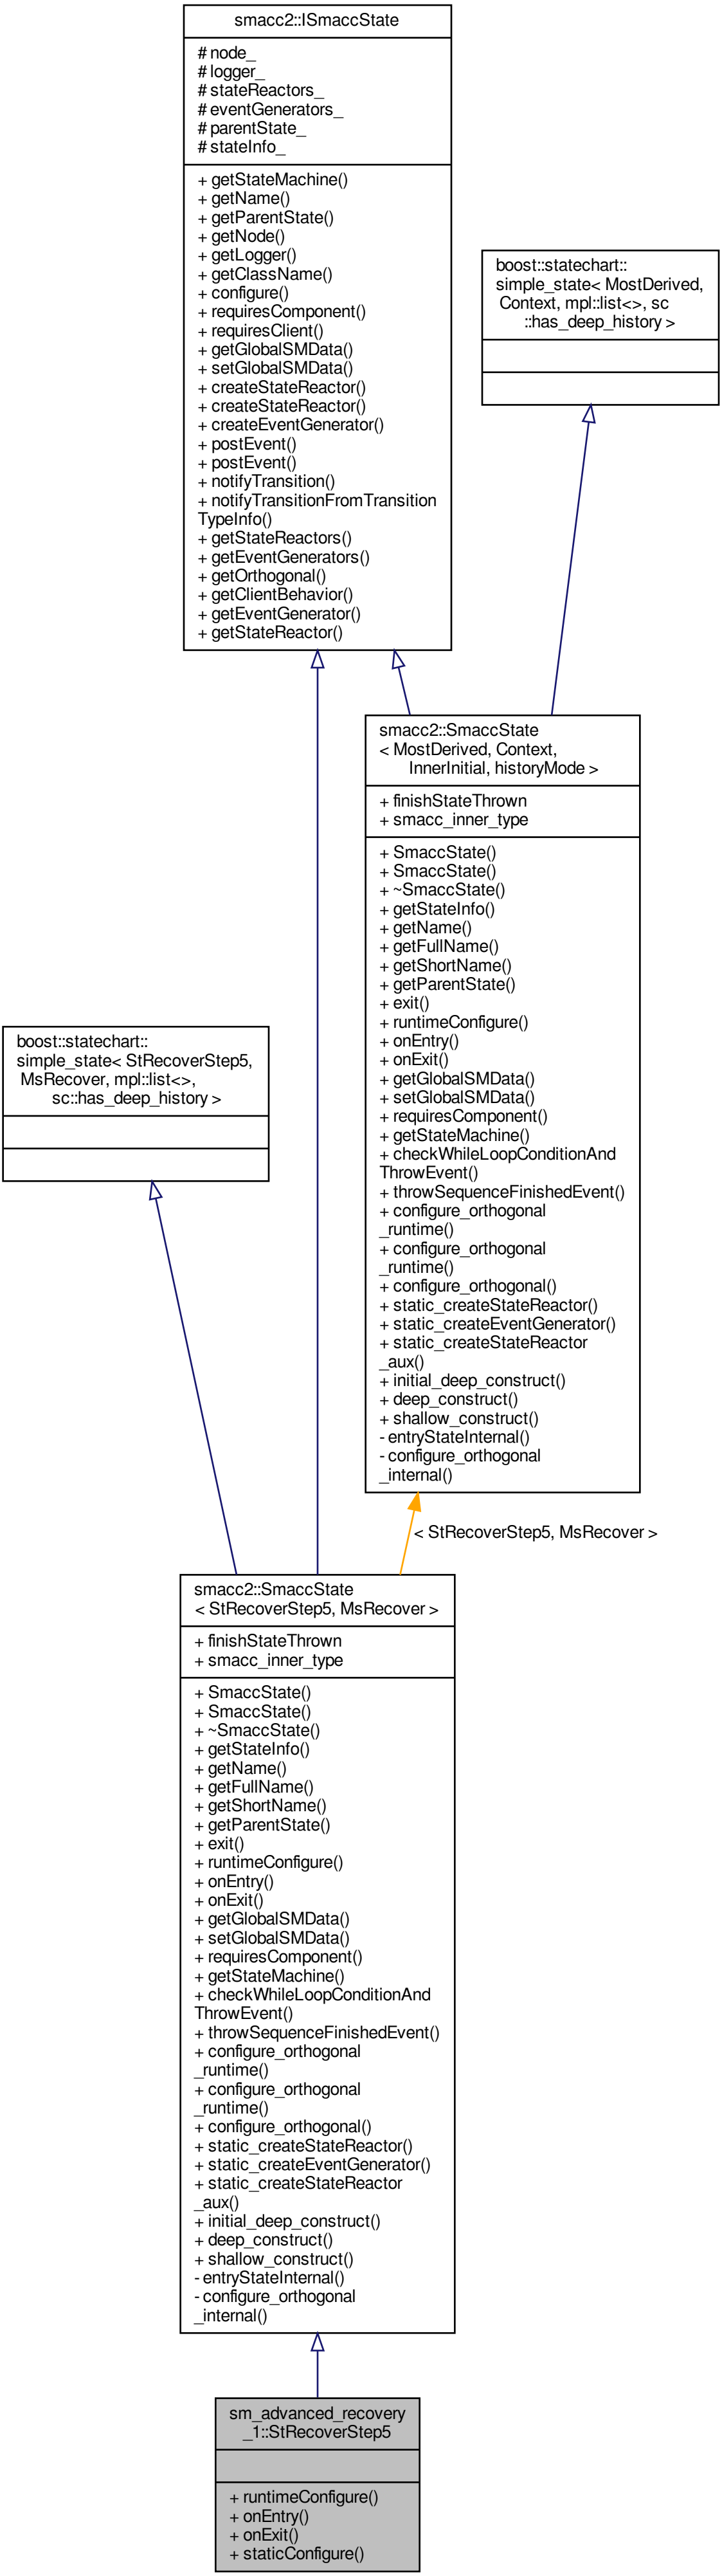 smacc2::ISmaccState
# node_
# logger_
# stateReactors_
# eventGenerators_
# parentState_
# stateInfo_
+ getStateMachine()
+ getName()
+ getParentState()
+ getNode()
+ getLogger()
+ getClassName()
+ configure()
+ requiresComponent()
+ requiresClient()
+ getGlobalSMData()
+ setGlobalSMData()
+ createStateReactor()
+ createStateReactor()
+ createEventGenerator()
+ postEvent()
+ postEvent()
+ notifyTransition()
+ notifyTransitionFromTransition
TypeInfo()
+ getStateReactors()
+ getEventGenerators()
+ getOrthogonal()
+ getClientBehavior()
+ getEventGenerator()
+ getStateReactor()
boost::statechart::
simple_state< MostDerived,
Context, mpl::list<>, sc
::has_deep_history >
smacc2::SmaccState
< MostDerived, Context,
InnerInitial, historyMode >
+ finishStateThrown
+ smacc_inner_type
+ SmaccState()
+ SmaccState()
+ ~SmaccState()
+ getStateInfo()
+ getName()
+ getFullName()
+ getShortName()
+ getParentState()
+ exit()
+ runtimeConfigure()
+ onEntry()
+ onExit()
+ getGlobalSMData()
+ setGlobalSMData()
+ requiresComponent()
+ getStateMachine()
+ checkWhileLoopConditionAnd
ThrowEvent()
+ throwSequenceFinishedEvent()
+ configure_orthogonal
_runtime()
+ configure_orthogonal
_runtime()
+ configure_orthogonal()
+ static_createStateReactor()
+ static_createEventGenerator()
+ static_createStateReactor
_aux()
+ initial_deep_construct()
+ deep_construct()
+ shallow_construct()
- entryStateInternal()
- configure_orthogonal
_internal()
boost::statechart::
simple_state< StRecoverStep5,
MsRecover, mpl::list<>,
sc::has_deep_history >
< StRecoverStep5, MsRecover >
smacc2::SmaccState
< StRecoverStep5, MsRecover >
+ finishStateThrown
+ smacc_inner_type
+ SmaccState()
+ SmaccState()
+ ~SmaccState()
+ getStateInfo()
+ getName()
+ getFullName()
+ getShortName()
+ getParentState()
+ exit()
+ runtimeConfigure()
+ onEntry()
+ onExit()
+ getGlobalSMData()
+ setGlobalSMData()
+ requiresComponent()
+ getStateMachine()
+ checkWhileLoopConditionAnd
ThrowEvent()
+ throwSequenceFinishedEvent()
+ configure_orthogonal
_runtime()
+ configure_orthogonal
_runtime()
+ configure_orthogonal()
+ static_createStateReactor()
+ static_createEventGenerator()
+ static_createStateReactor
_aux()
+ initial_deep_construct()
+ deep_construct()
+ shallow_construct()
- entryStateInternal()
- configure_orthogonal
_internal()
sm_advanced_recovery
_1::StRecoverStep5
+ runtimeConfigure()
+ onEntry()
+ onExit()
+ staticConfigure()